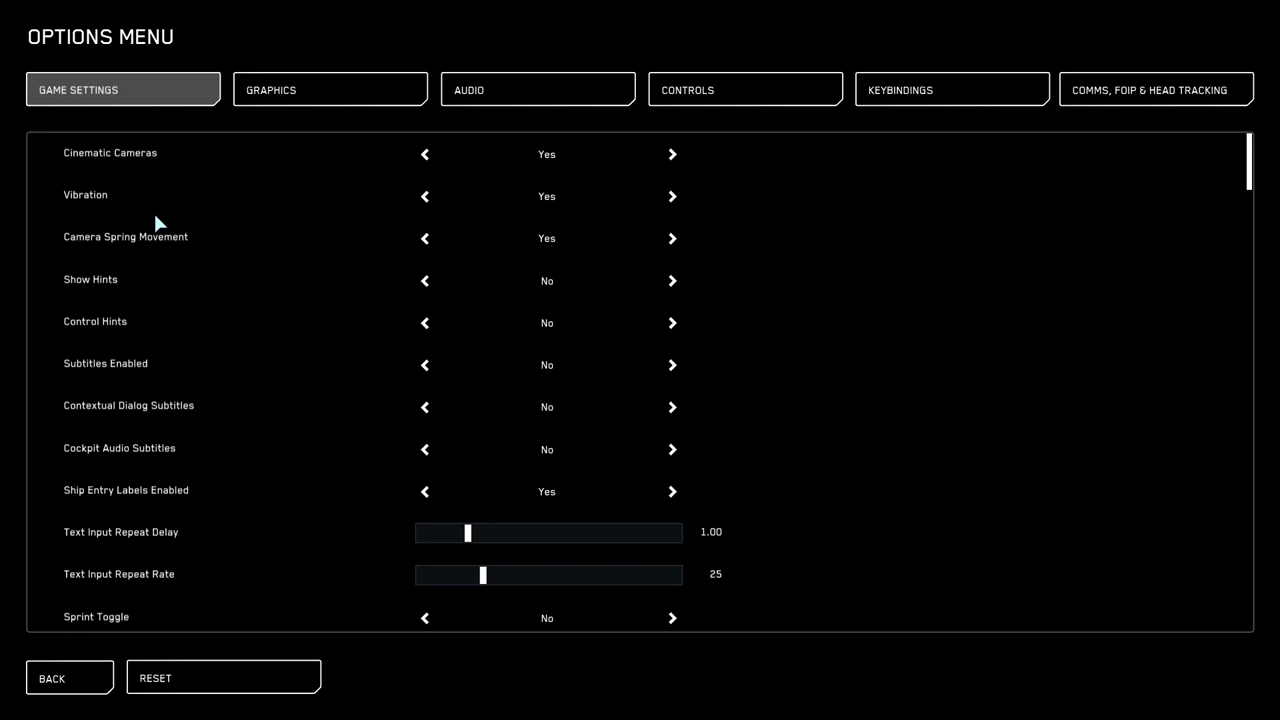 OPTIONS MENU
GAME SETTINGS
GRAPHICS
AUDIO
CONTROLS
KEYBINDINGS
COMMS, FOIP & HEAD TRACKING
Cinematic Cameras Yes
Vibration Yes
Camera Spring Movement Yes
Show Hints No
Control Hints No
Subtitles Enabled No
Contextual Dialog Subtitles No
Cockpit Audio Subtitles No
Ship Entry Labels Enabled Yes
Text Input Repeat Delay 1.00
Text Input Repeat Rate 25
Sprint Toggle No
BACK
RESET